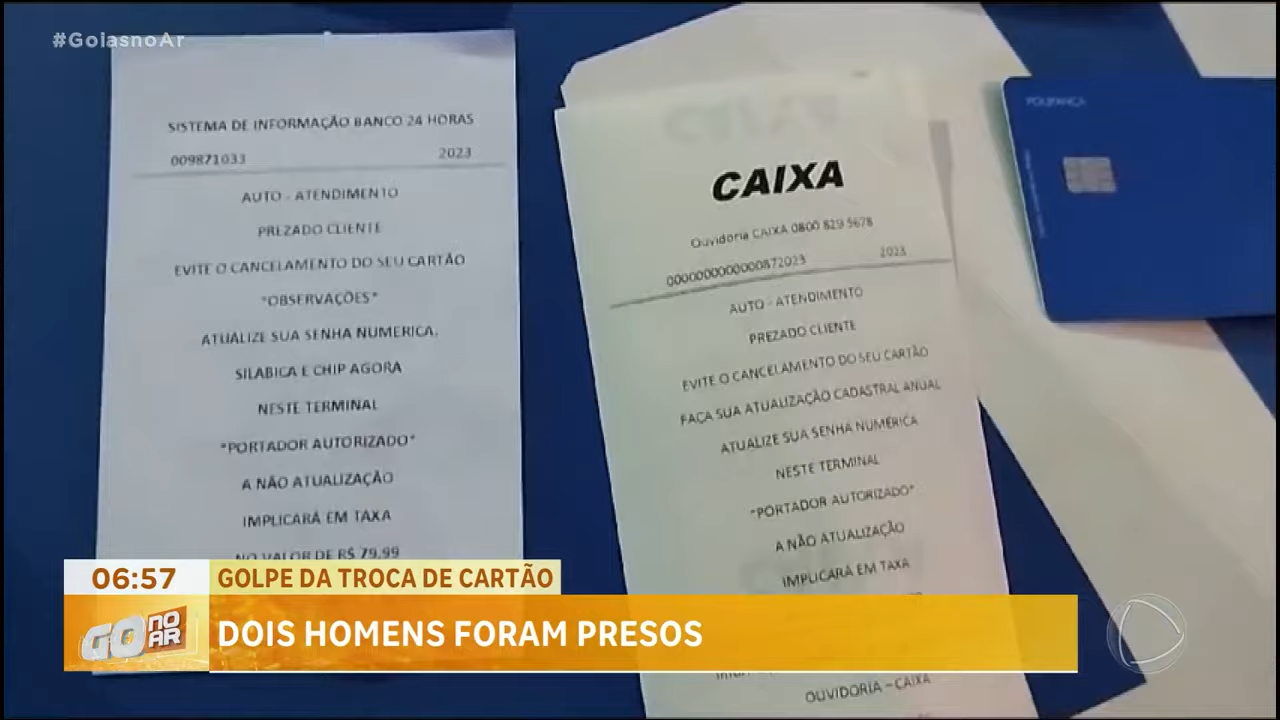 #GoiasnoAr
SISTEMA DE INFORMAÇÃO BANCO 24 HORAS
009871033 2023
AUTO - ATENDIMENTO
PREZADO CLIENTE
EVITE O CANCELAMENTO DO SEU CARTÃO
*OBSERVAÇÕES*
ATUALIZE SUA SENHA NUMERICA,
SILABICA E CHIP AGORA
NESTE TERMINAL
*PORTADOR AUTORIZADO*
A NÃO ATUALIZAÇÃO
IMPLICARÁ EM TAXA
NO VALOR DE R$ 79,99
CAIXA
Ouvidoria CAIXA 0800 829 5678
0000000000000872023 2023
AUTO - ATENDIMENTO
PREZADO CLIENTE
EVITE O CANCELAMENTO DO SEU CARTÃO
FAÇA SUA ATUALIZAÇÃO CADASTRAL ANUAL
ATUALIZE SUA SENHA NUMÉRICA
NESTE TERMINAL
*PORTADOR AUTORIZADO*
A NÃO ATUALIZAÇÃO
IMPLICARÁ EM TAXA
OUVIDORIA – CAIXA
POUPANÇA
06:57
GOLPE DA TROCA DE CARTÃO
GO NO AR
DOIS HOMENS FORAM PRESOS